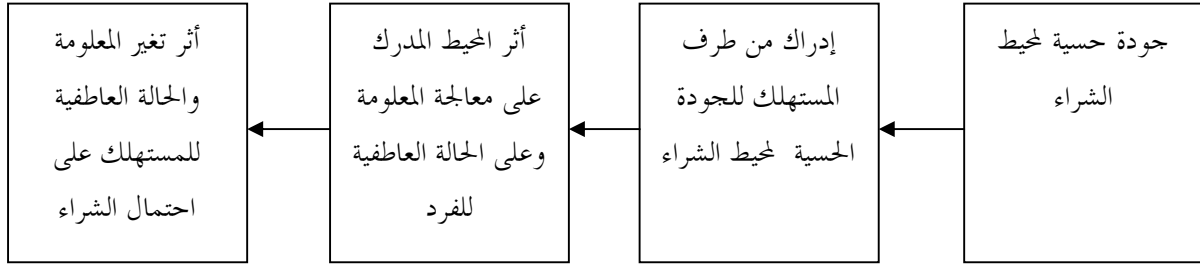 جودة حسية لمحيط
الشراء
إدراك من طرف
المستهلك للجودة
الحسية لمحيط الشراء
أثر المحيط المدرك
على معالجة المعلومة
وعلى الحالة العاطفية
للفرد
أثر تغير المعلومة
والحالة العاطفية
للمستهلك على
احتمال الشراء